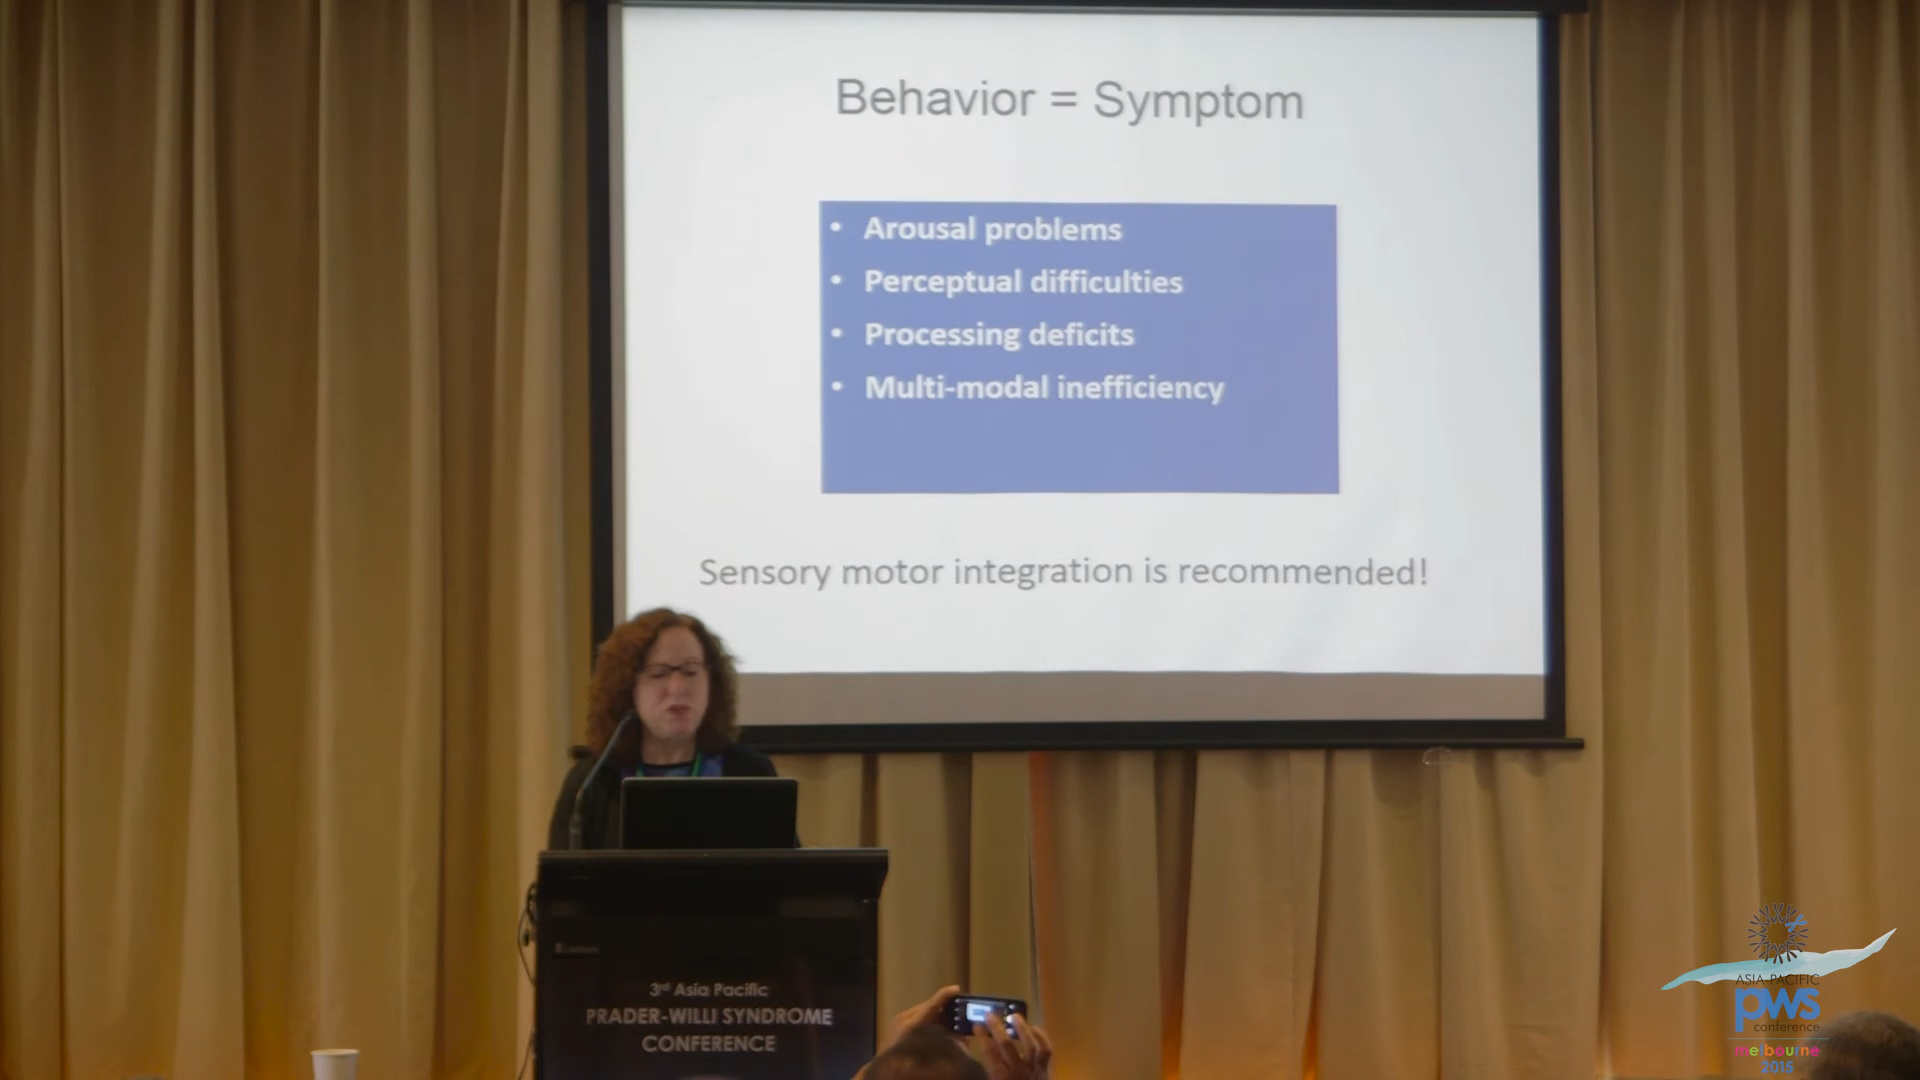 Behavior = Symptom
• Arousal problems
• Perceptual difficulties
• Processing deficits
• Multi-modal inefficiency
Sensory motor integration is recommended!
3rd Asia Pacific
PRADER-WILLI SYNDROME
CONFERENCE
ASIA-PACIFIC
pws
conference
melbourne
2015